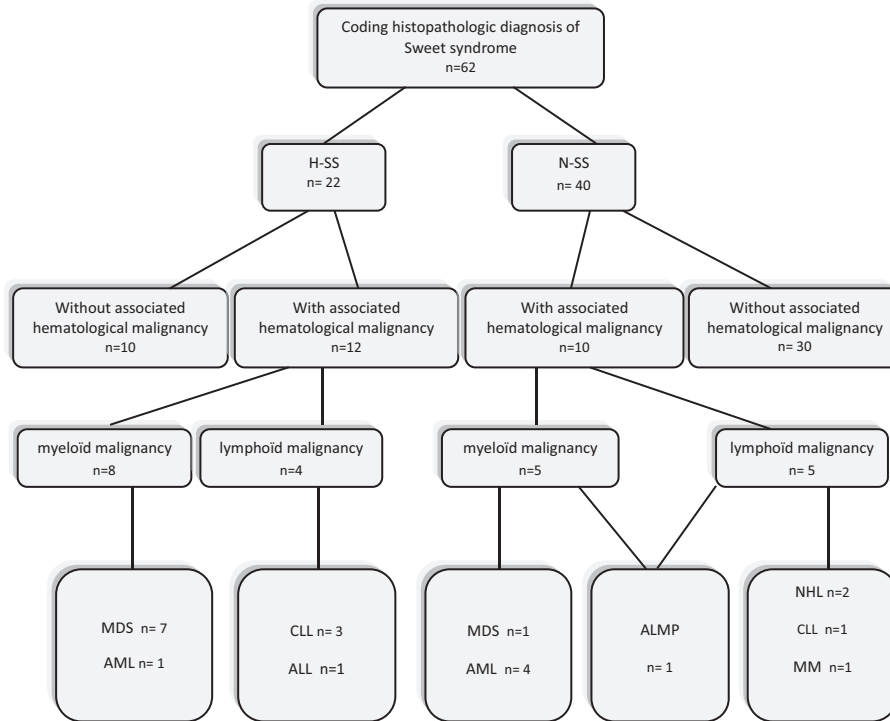 Coding histopathologic diagnosis of
Sweet syndrome
n=62
H-SS
n= 22
N-SS
n= 40
Without associated
hematological malignancy
n=10
With associated
hematological malignancy
n=12
With associated
hematological malignancy
n=10
Without associated
hematological malignancy
n= 30
myeloïd malignancy
n=8
lymphoïd malignancy
n=4
myeloïd malignancy
n=5
lymphoïd malignancy
n= 5
MDS n= 7
AML n= 1
CLL n= 3
ALL n=1
MDS n=1
AML n= 4
ALMP
n= 1
NHL n=2
CLL n=1
MM n=1